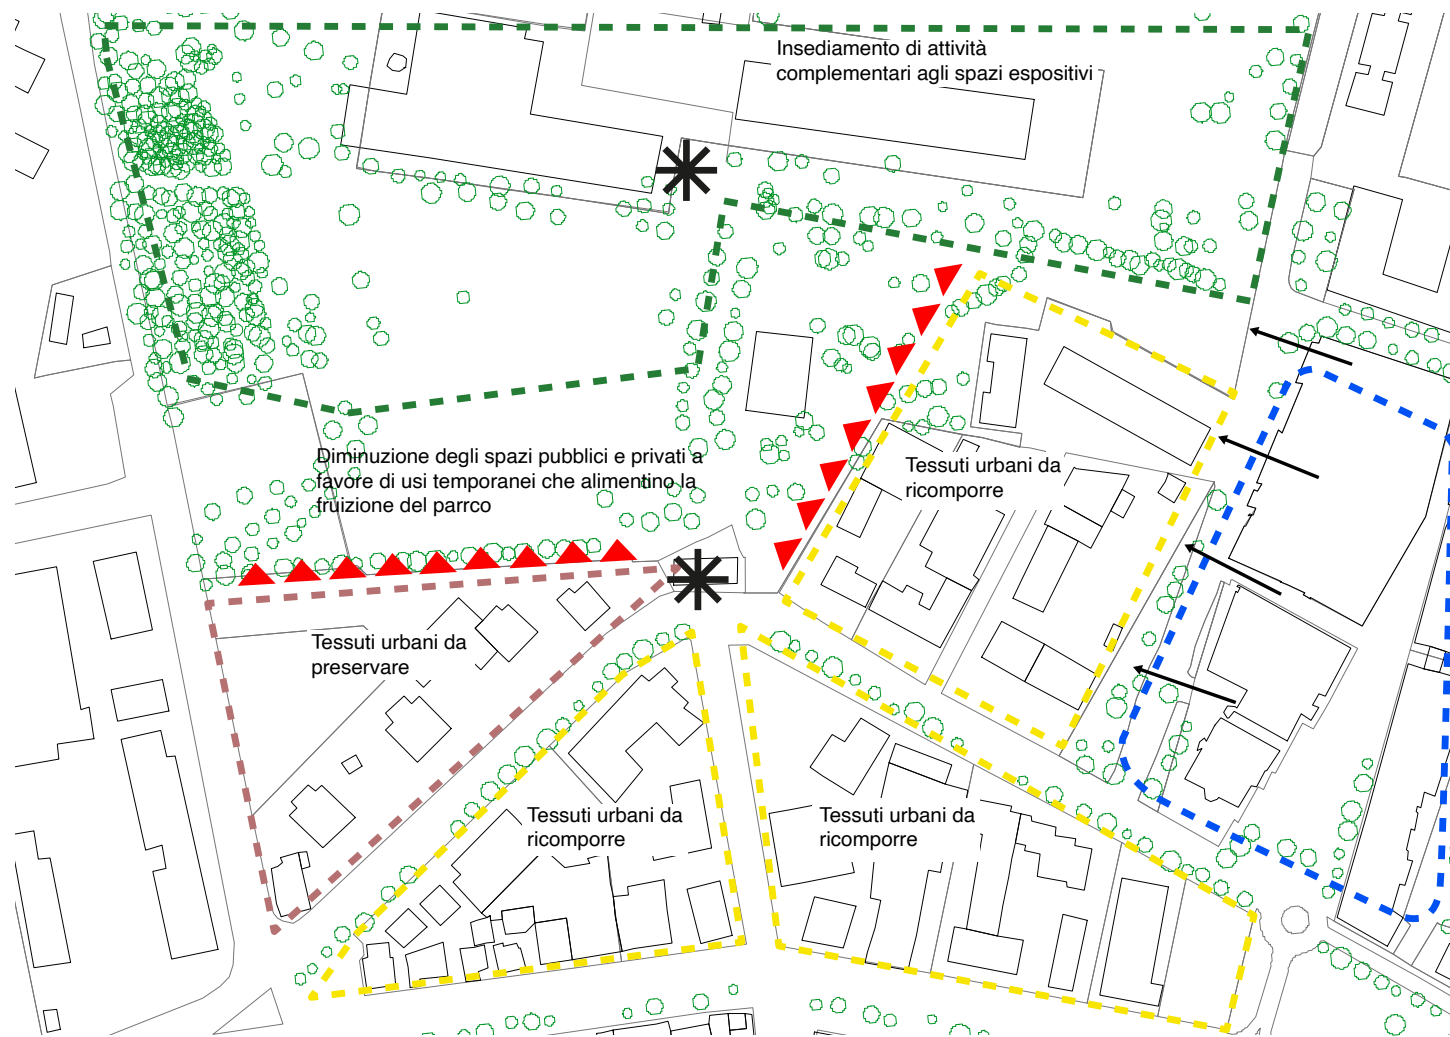 Insediamento di attività
complementari agli spazi espositivi
Diminuzione degli spazi pubblici e privati a
favore di usi temporanei che alimentino la
fruizione del parrco
Tessuti urbani da
ricomporre
Tessuti urbani da
preservare
Tessuti urbani da
ricomporre
Tessuti urbani da
ricomporre